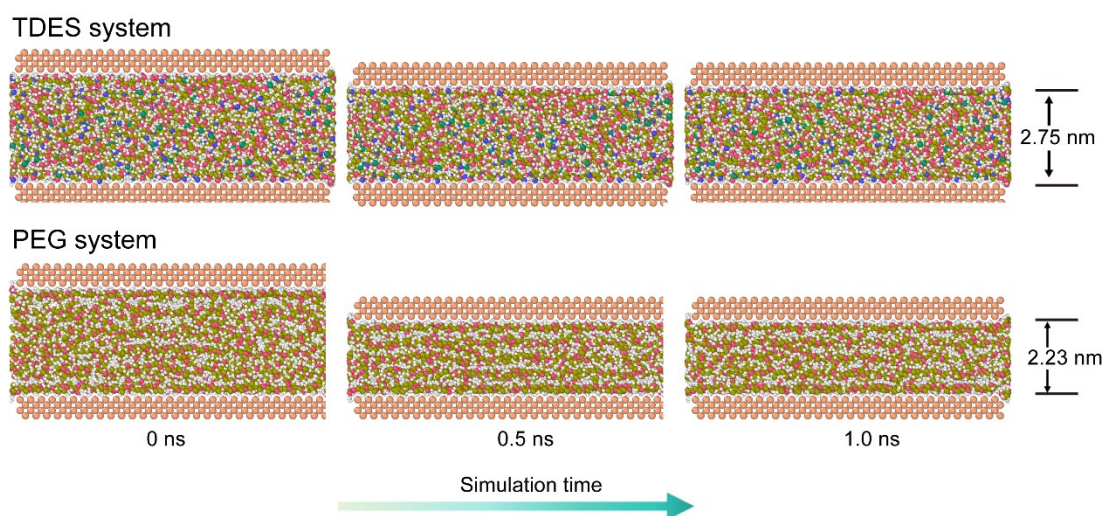 TDES system
2.75 nm
PEG system
2.23 nm
0 ns
0.5 ns
1.0 ns
Simulation time